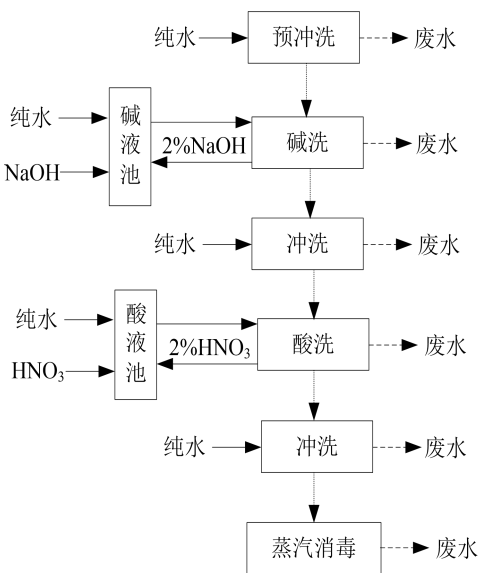 纯水 预冲洗 废水
纯水 碱液池 2%NaOH 碱洗 废水
NaOH
纯水 冲洗 废水
纯水 酸液池 2%HNO₃ 酸洗 废水
HNO₃
纯水 冲洗 废水
蒸汽消毒 废水